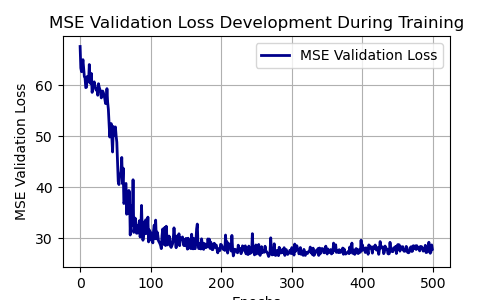 MSE Validation Loss Development During Training
MSE Validation Loss
MSE Validation Loss
60
50
40
30
0 100 200 300 400 500
Epochs